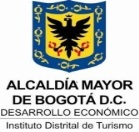 ALCALDÍA MAYOR
DE BOGOTÁ D.C.
DESARROLLO ECONÓMICO
Instituto Distrital de Turismo